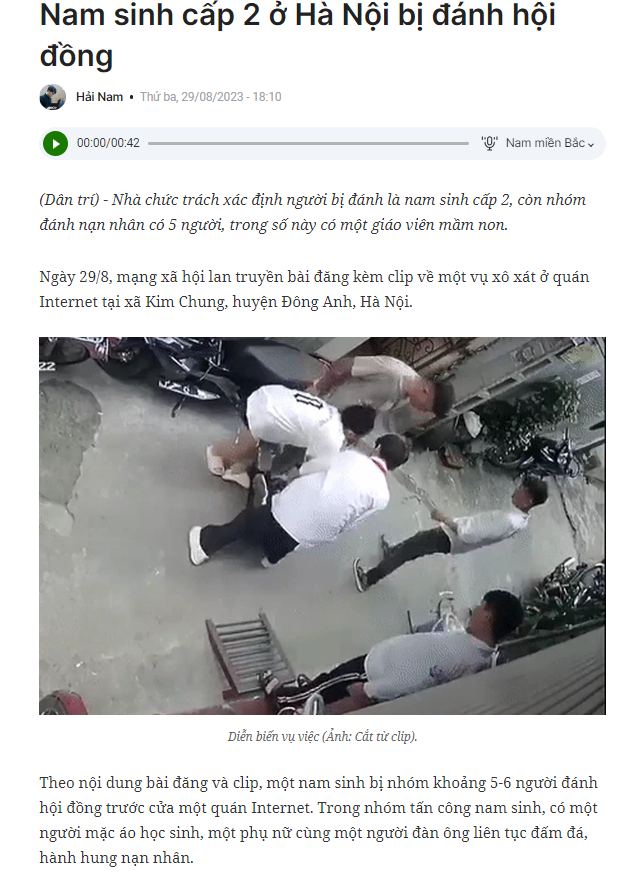 Nam sinh cấp 2 ở Hà Nội bị đánh hội
đồng
Hải Nam • Thứ ba, 29/08/2023 - 18:10
00:00/00:42 Nam miền Bắc
(Dân trí) - Nhà chức trách xác định người bị đánh là nam sinh cấp 2, còn nhóm
đánh nạn nhân có 5 người, trong số này có một giáo viên mầm non.
Ngày 29/8, mạng xã hội lan truyền bài đăng kèm clip về một vụ xô xát ở quán
Internet tại xã Kim Chung, huyện Đông Anh, Hà Nội.
22
Diễn biến vụ việc (Ảnh: Cắt từ clip).
Theo nội dung bài đăng và clip, một nam sinh bị nhóm khoảng 5-6 người đánh
hội đồng trước cửa một quán Internet. Trong nhóm tấn công nam sinh, có một
người mặc áo học sinh, một phụ nữ cùng một người đàn ông liên tục đấm đá,
hành hung nạn nhân.